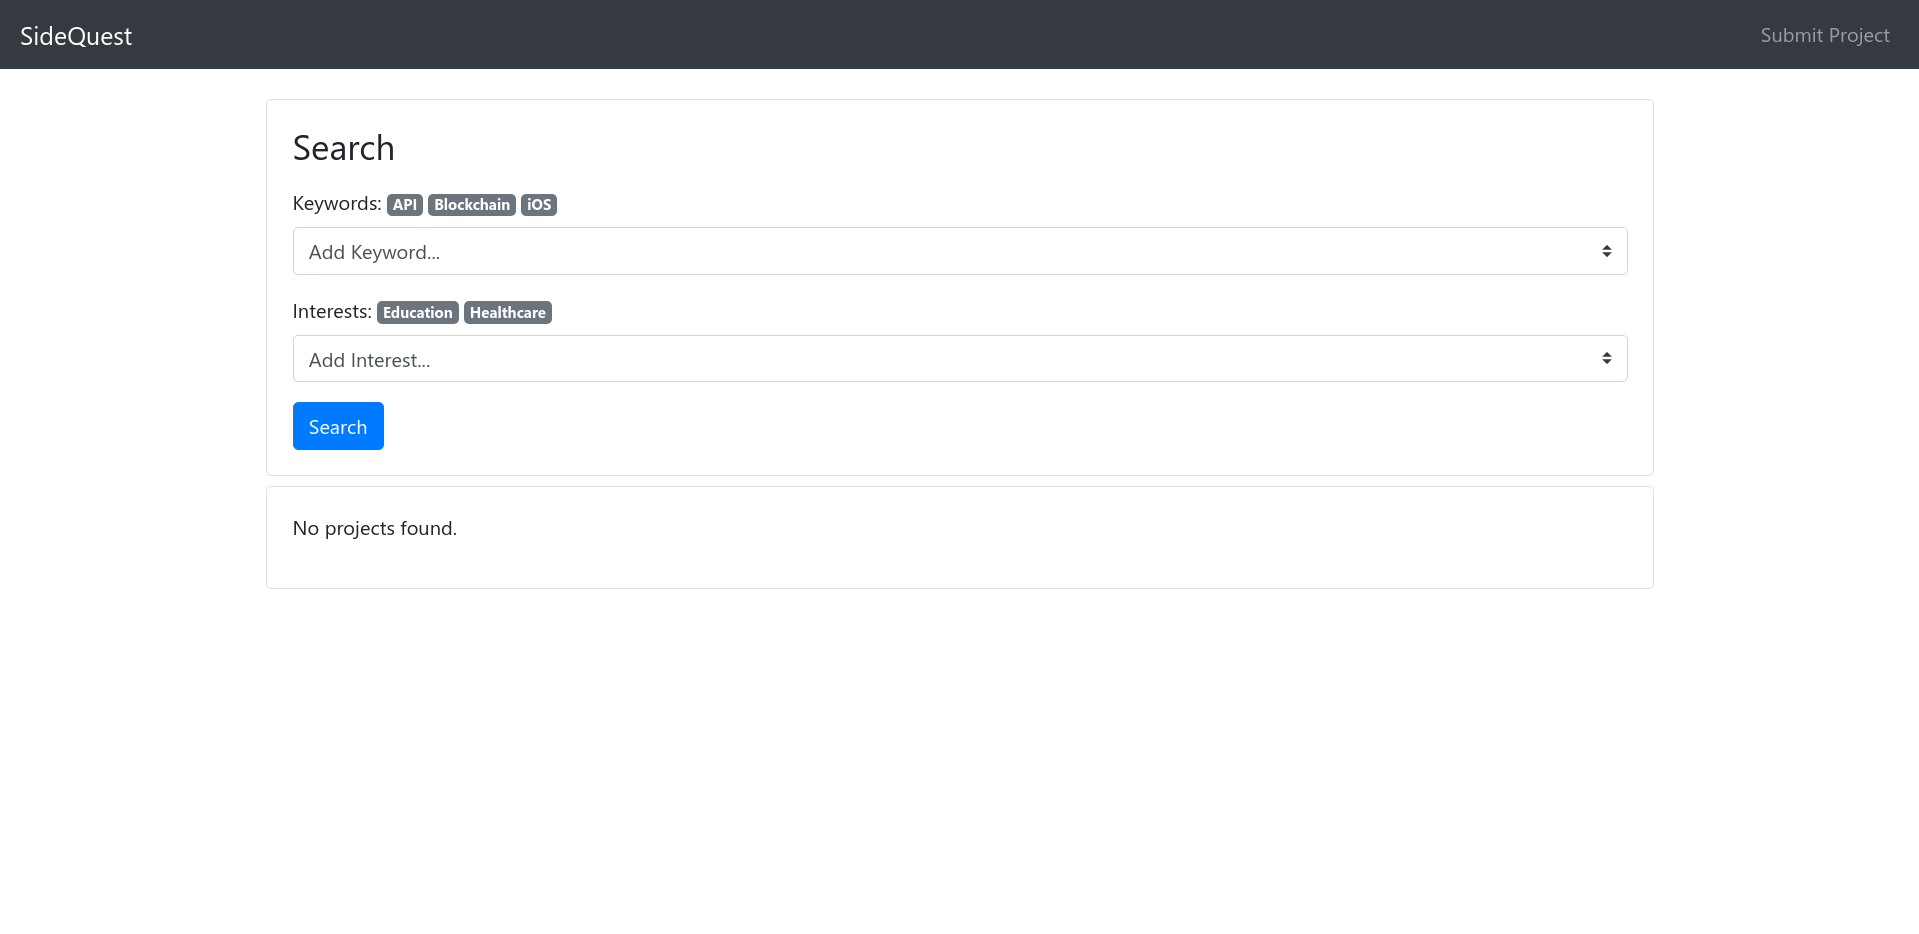 SideQuest Submit Project
Search
Keywords: API Blockchain iOS
Add Keyword...
Interests: Education Healthcare
Add Interest...
Search
No projects found.